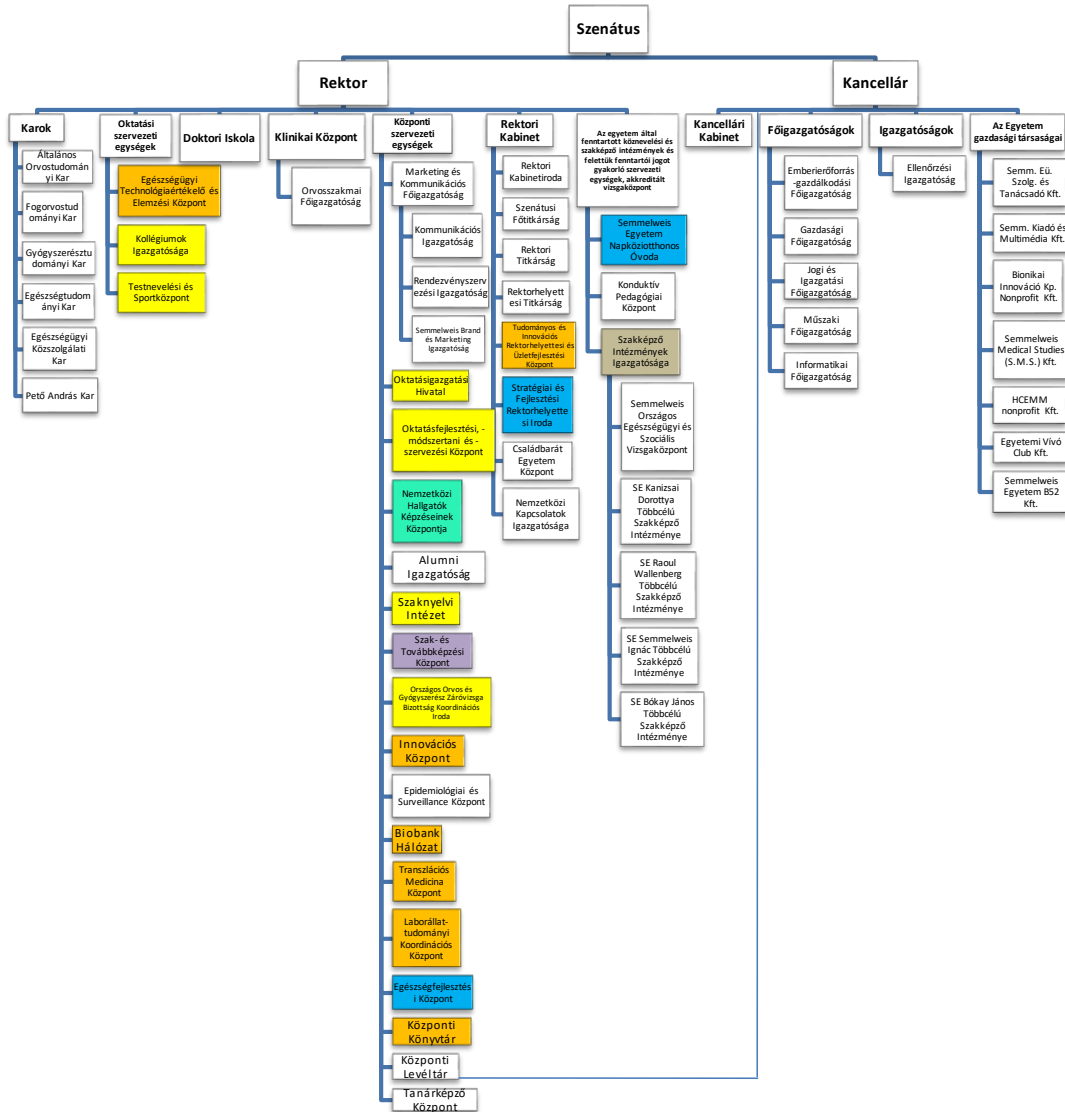 Szenátus
Rektor
Kancellár
Karok
Általános
Orvostudomán
yi Kar
Fogorvostud
ományi Kar
Gyógyszerésztu
dományi Kar
Egészségtudom
ányi Kar
Egészségügyi
Közszolgálati
Kar
Pető András Kar
Oktatási
szervezeti
egységek
Egészségügyi
Technológiaértékelő és
Elemzési Központ
Kollégiumok
Igazgatósága
Testnevelési és
Sportközpont
Doktori Iskola
Klinikai Központ
Orvosszakmai
Főigazgatóság
Központi
szervezeti
egységek
Marketing és
Kommunikációs
Főigazgatóság
Kommunikációs
Igazgatóság
Rendezvényszer
vezési Igazgatóság
Semmelweis Brand
és Marketing
Igazgatóság
Oktatásigazgatási
Hivatal
Oktatásfejlesztési, -
módszertani és -
szervezési Központ
Nemzetközi
Hallgatók
Képzéseinek
Központja
Alumni
Igazgatóság
Szaknyelvi
Intézet
Szak- és
Továbbképzési
Központ
Országos Orvos és
Gyógyszerész Záróvizsga
Bizottság Koordinációs
Iroda
Innovációs
Központ
Epidemiológiai és
Surveillance Központ
Biobank
Hálózat
Transzlációs
Medicina
Központ
Laborállat-
tudományi
Koordinációs
Központ
Egészségfejlesztés
i Központ
Központi
Könyvtár
Központi
Levéltár
Tanárképző
Központ
Rektori
Kabinet
Rektori
Kabinetiroda
Szenátusi
Főtitkárság
Rektori
Titkárság
Rektorhelyett
esi Titkárság
Tudományos és
Innovációs
Rektorhelyettesi és
Üzletfejlesztési
Központ
Stratégiai és
Fejlesztési
Rektorhelyette
si Iroda
Családbarát
Egyetem
Központ
Nemzetközi
Kapcsolatok
Igazgatósága
Az egyetem által
fenntartott köznevelési és
szakképző intézmények és
felettük fenntartói jogot
gyakorló szervezeti
egységek, akkreditált
vizsgaközpont
Semmelweis
Egyetem
Napköziotthonos
Óvoda
Konduktív
Pedagógiai
Központ
Szakképző
Intézmények
Igazgatósága
Semmelweis
Országos
Egészségügyi és
Szociális
Vizsgaközpont
SE Kanizsai
Dorottya
Többcélú
Szakképző
Intézménye
SE Raoul
Wallenberg
Többcélú
Szakképző
Intézménye
SE Semmelweis
Ignác Többcélú
Szakképző
Intézménye
SE Bókay János
Többcélú
Szakképző
Intézménye
Kancellári
Kabinet
Főigazgatóságok
Emberierőforrás
-gazdálkodási
Főigazgatóság
Gazdasági
Főigazgatóság
Jogi és
Igazgatási
Főigazgatóság
Műszaki
Főigazgatóság
Informatikai
Főigazgatóság
Igazgatóságok
Ellenőrzési
Igazgatóság
Az Egyetem
gazdasági társaságai
Semm. Eü.
Szolg. és
Tanácsadó Kft.
Semm. Kiadó és
Multimédia Kft.
Bionikai
Innováció Kp.
Nonprofit Kft.
Semmelweis
Medical Studies
(S.M.S.) Kft.
HCEMM
nonprofit Kft.
Egyetemi Vívó
Club Kft.
Semmelweis
Egyetem B52
Kft.